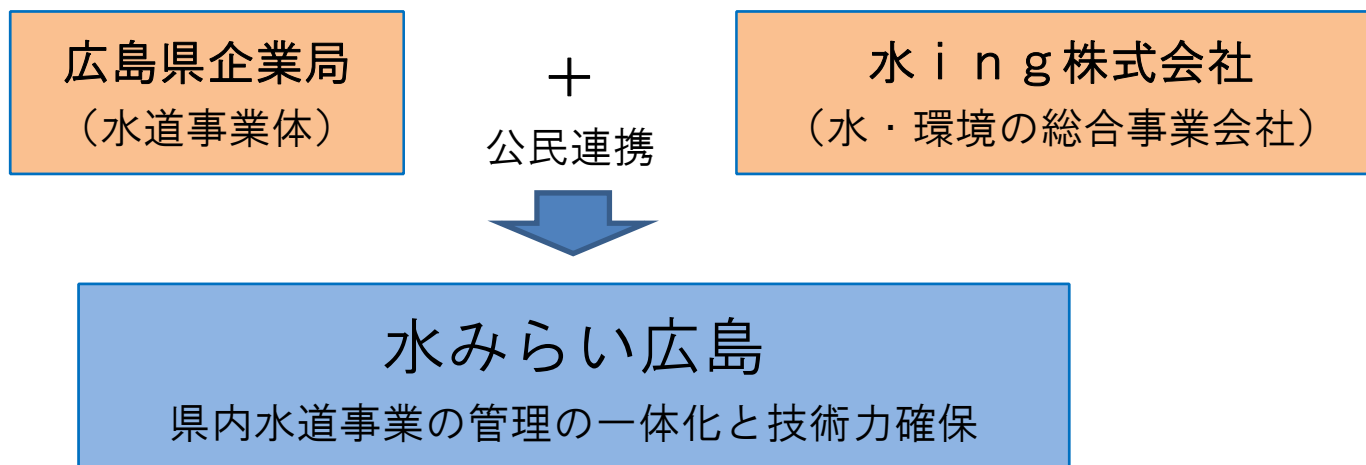 広島県企業局
（水道事業体）
＋
公民連携
水ｉｎｇ株式会社
（水・環境の総合事業会社）
水みらい広島
県内水道事業の管理の一体化と技術力確保